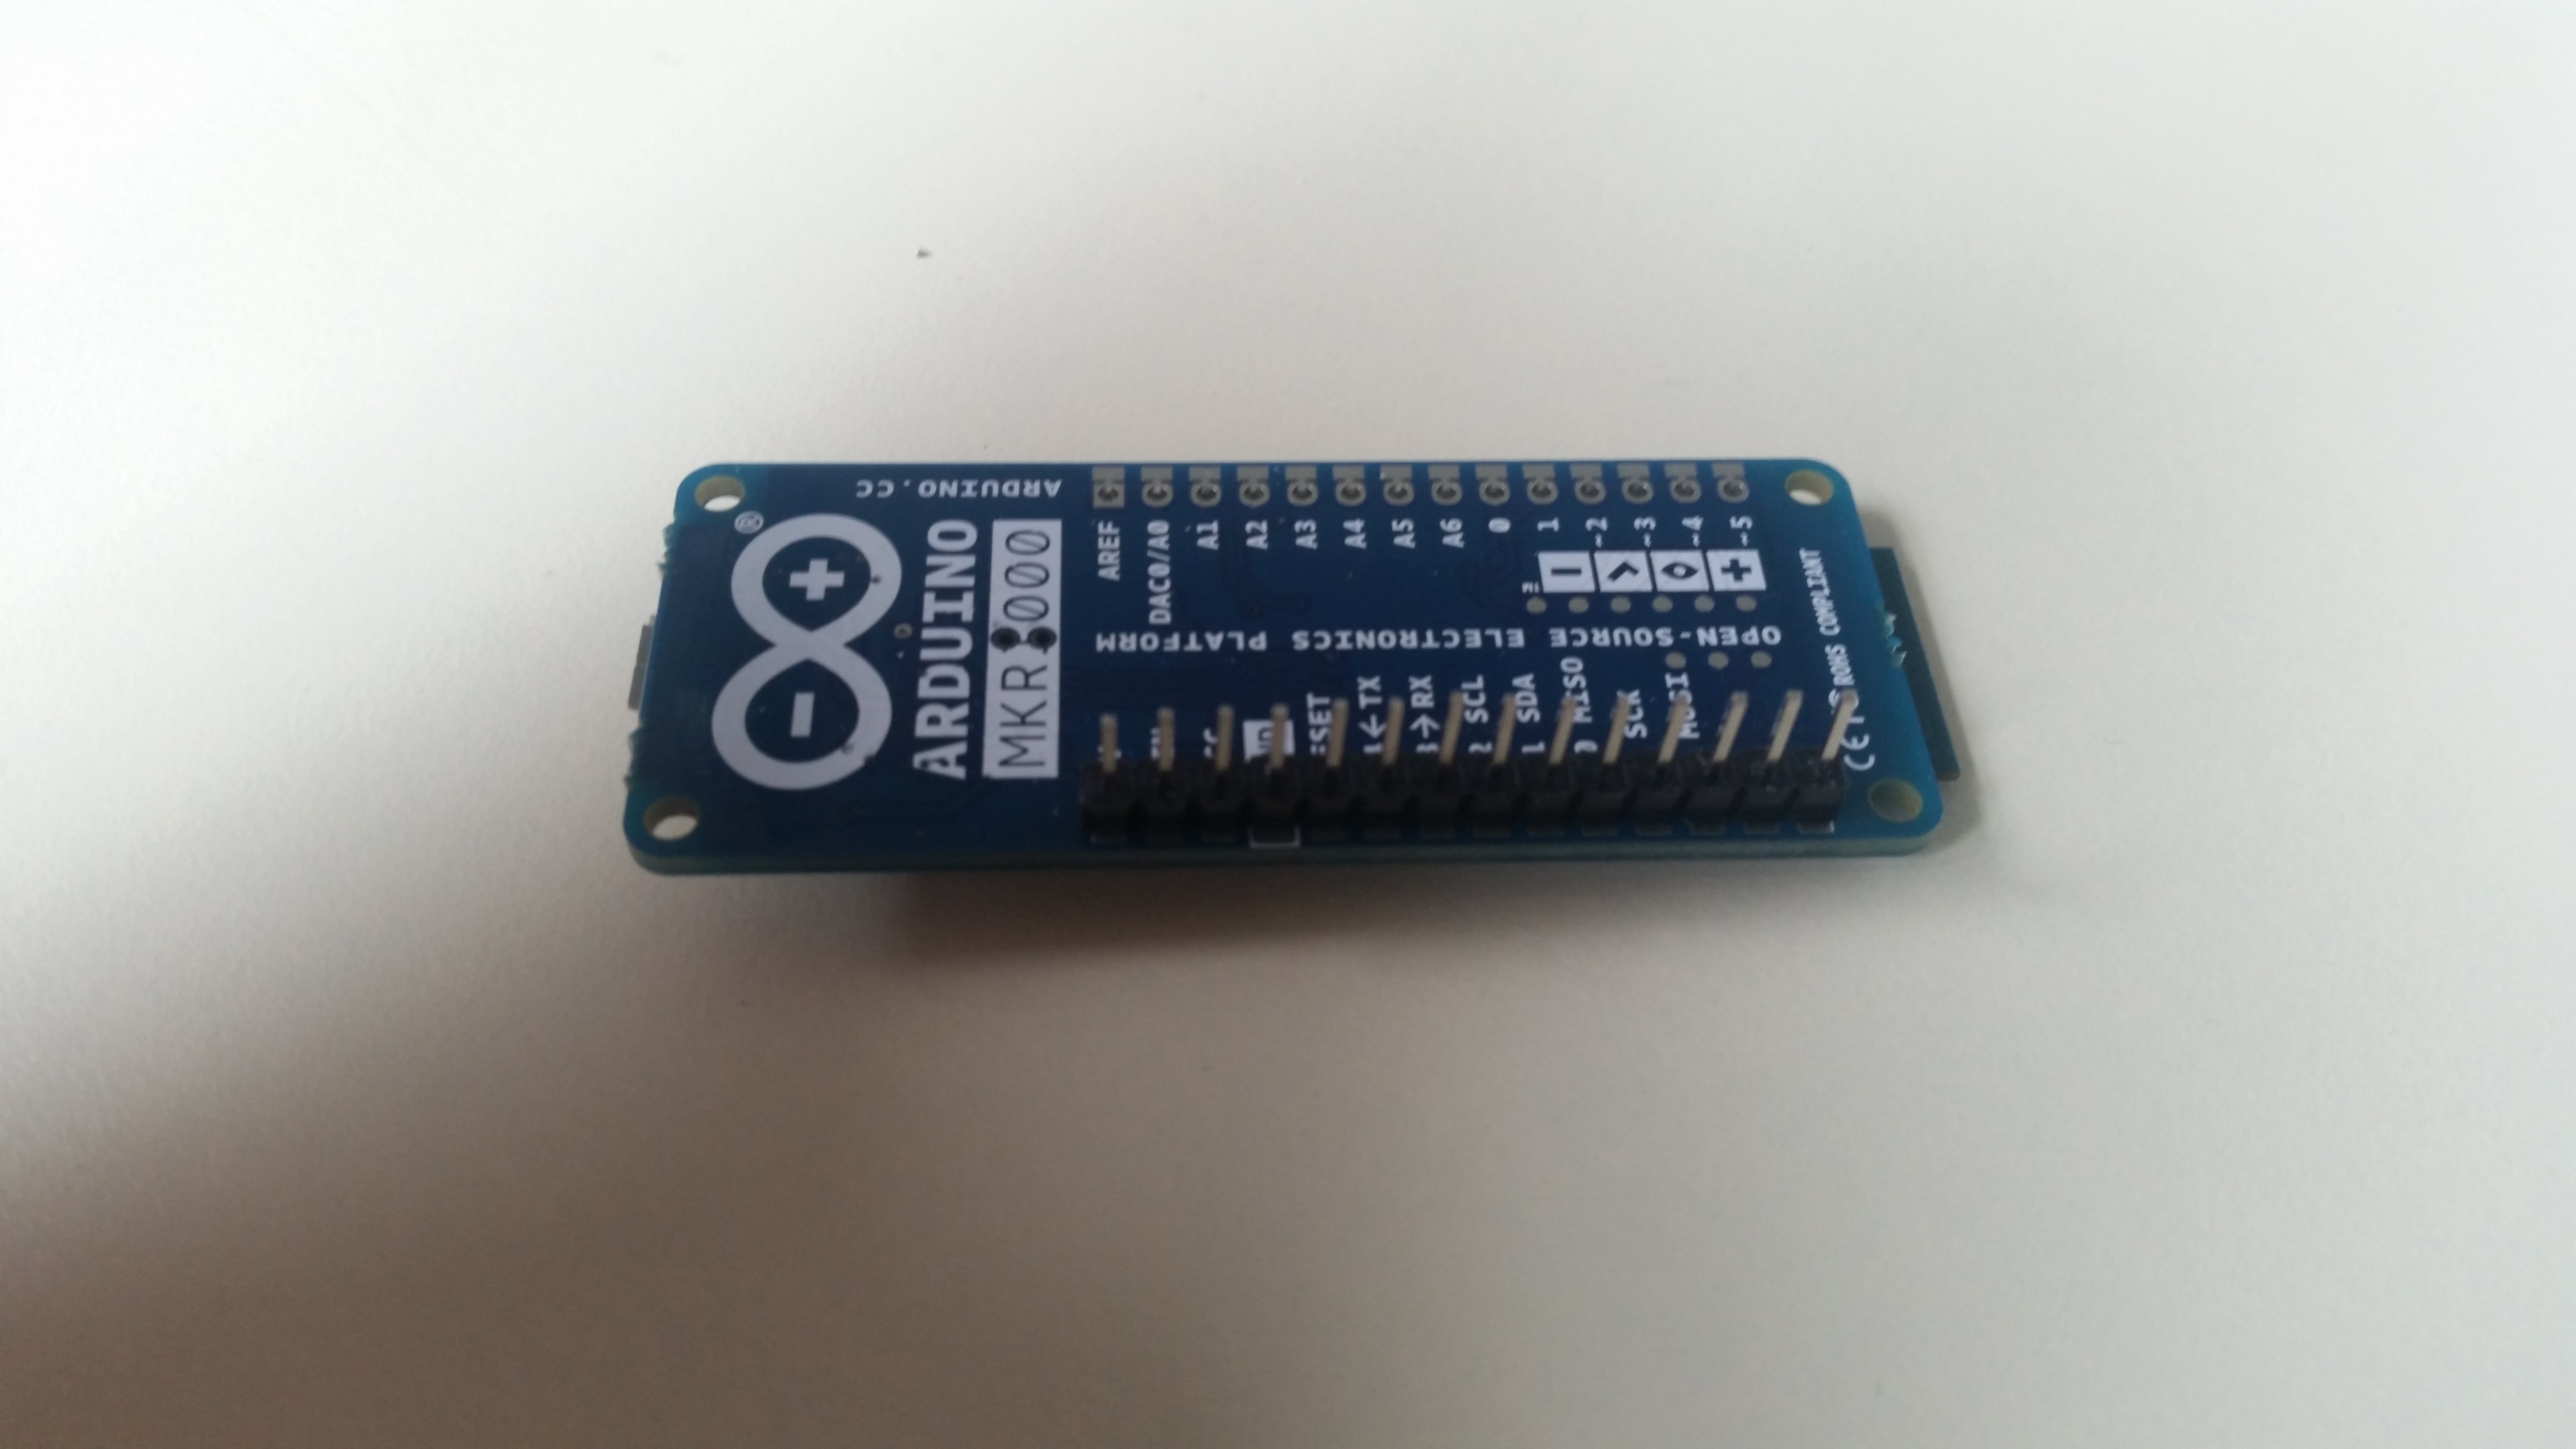 ARDUINO.CC
ARDUINO
AREF
DAC0/A0
A1
A2
A3
A4
A5
A6
0
1
~2
~3
~4
~5
OPEN-SOURCE ELECTRONICS PLATFORM
TX
RX
SCL
SDA
MISO
SCK
MOSI
ROHS COMPLIANT
CE